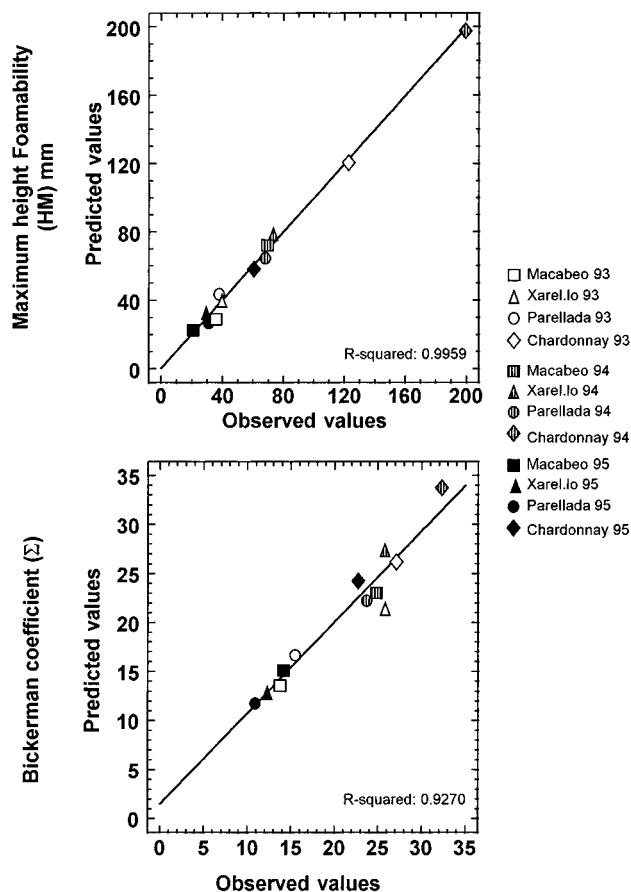 Maximum height Foamability
(HM) mm
Predicted values
200
160
120
80
40
0
R-squared: 0.9959
0 40 80 120 160 200
Observed values
Macabeo 93
Xarel.lo 93
Parellada 93
Chardonnay 93
Macabeo 94
Xarel.lo 94
Parellada 94
Chardonnay 94
Macabeo 95
Xarel.lo 95
Parellada 95
Chardonnay 95
Bickerman coefficient (Σ)
Predicted values
35
30
25
20
15
10
5
0
R-squared: 0.9270
0 5 10 15 20 25 30 35
Observed values